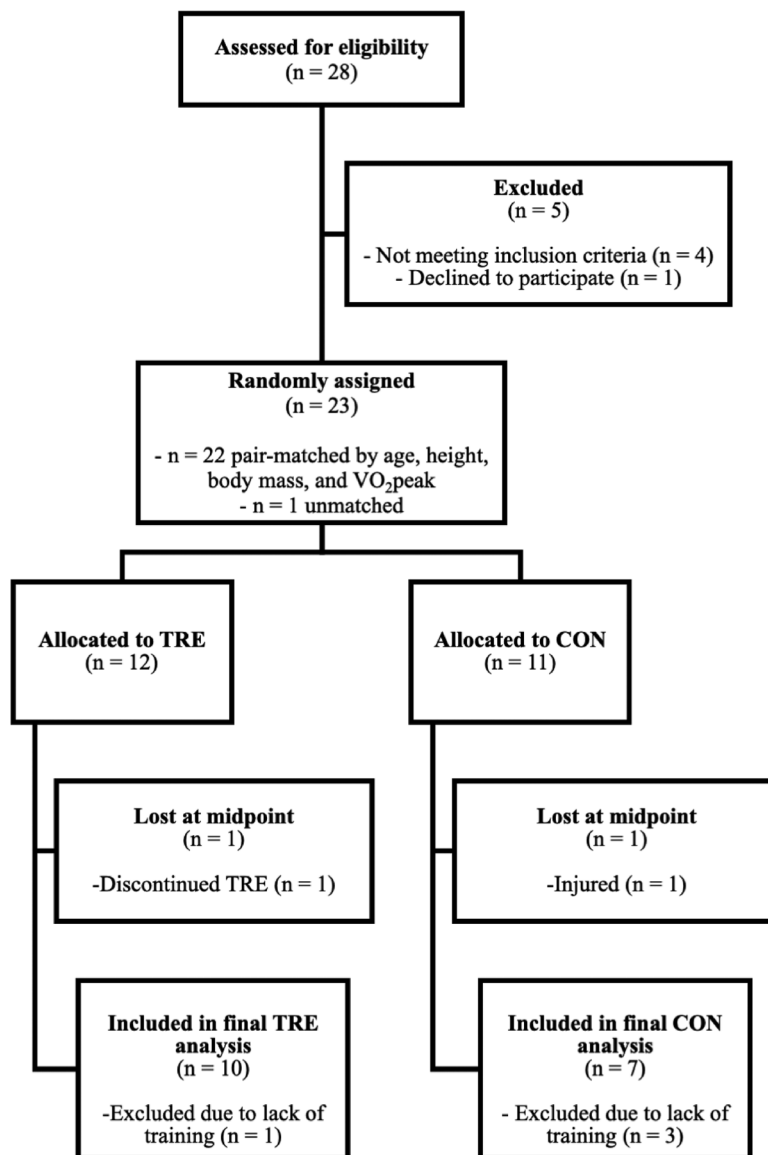 Assessed for eligibility
(n = 28)
Excluded
(n = 5)
- Not meeting inclusion criteria (n = 4)
- Declined to participate (n = 1)
Randomly assigned
(n = 23)
- n = 22 pair-matched by age, height,
body mass, and VO₂peak
- n = 1 unmatched
Allocated to TRE
(n = 12)
Allocated to CON
(n = 11)
Lost at midpoint
(n = 1)
-Discontinued TRE (n = 1)
Lost at midpoint
(n = 1)
-Injured (n = 1)
Included in final TRE
analysis
(n = 10)
-Excluded due to lack of
training (n = 1)
Included in final CON
analysis
(n = 7)
- Excluded due to lack of
training (n = 3)